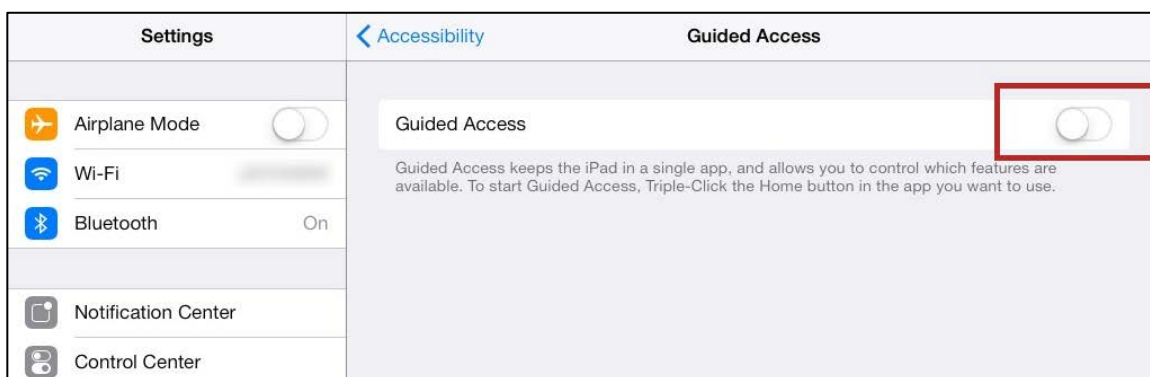 Settings
Accessibility
Guided Access
Airplane Mode
Wi-Fi
Bluetooth On
Notification Center
Control Center
Guided Access
Guided Access keeps the iPad in a single app, and allows you to control which features are
available. To start Guided Access, Triple-Click the Home button in the app you want to use.